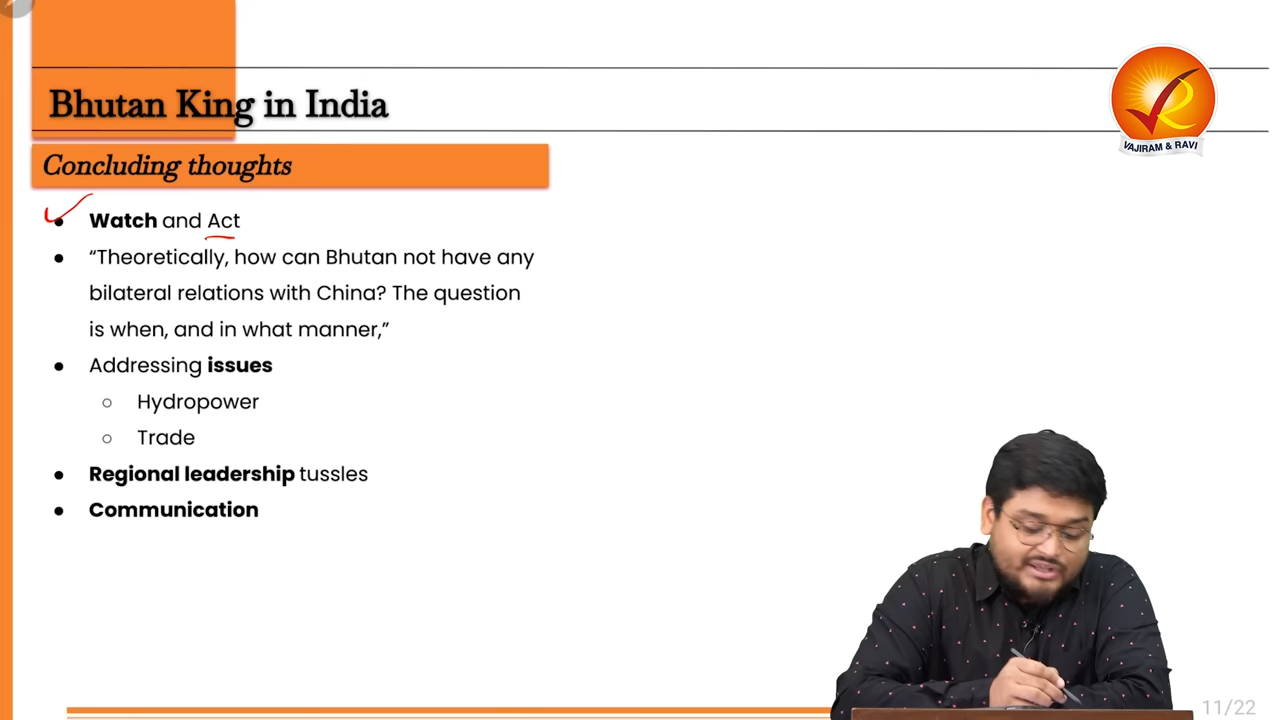 Bhutan King in India
VAJIRAM & RAVI
Concluding thoughts
● Watch and Act
● “Theoretically, how can Bhutan not have any
bilateral relations with China? The question
is when, and in what manner,”
● Addressing issues
○ Hydropower
○ Trade
● Regional leadership tussles
● Communication
11/22